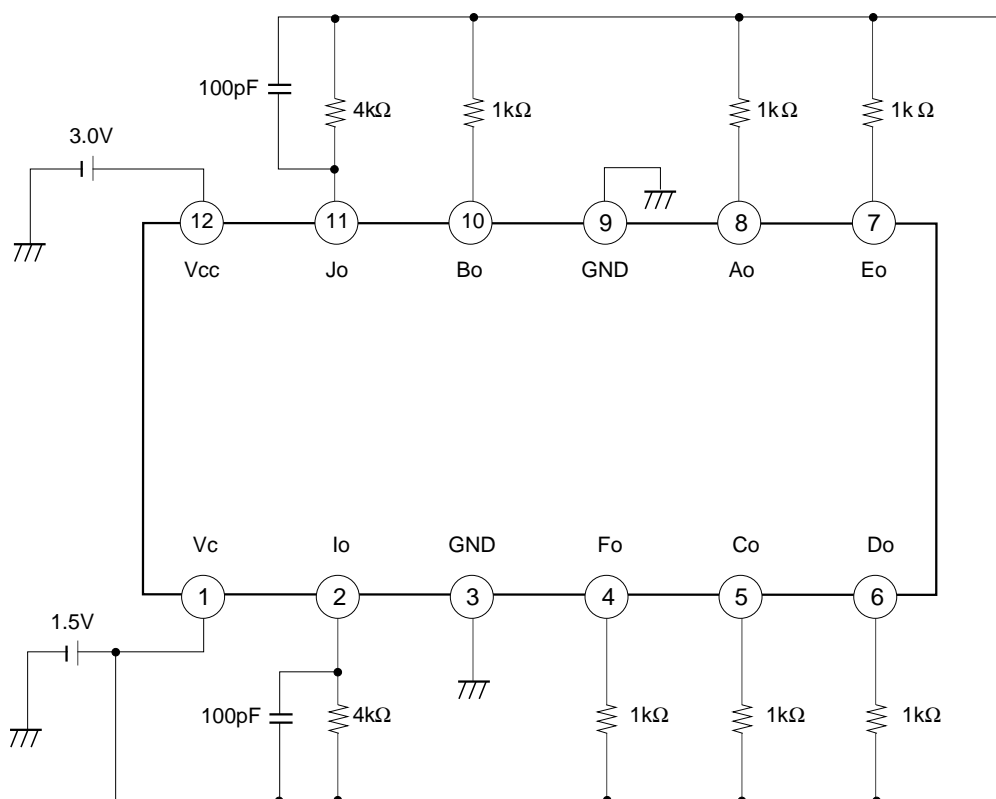 100pF
4kΩ
1kΩ
1kΩ
1k Ω
3.0V
12
11
10
9
8
7
Vcc
Jo
Bo
GND
Ao
Eo
Vc
Io
GND
Fo
Co
Do
1
2
3
4
5
6
1.5V
100pF
4kΩ
1kΩ
1kΩ
1kΩ